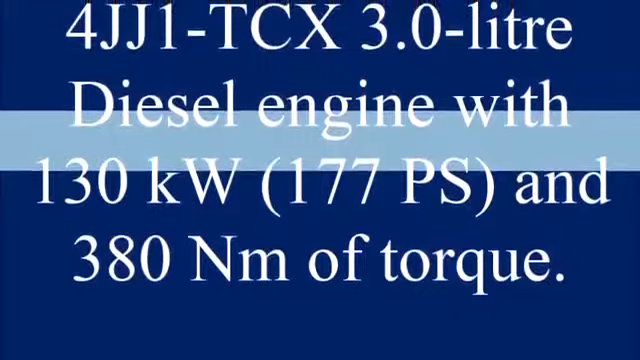 4JJ1-TCX 3.0-litre
Diesel engine with
130 kW (177 PS) and
380 Nm of torque.